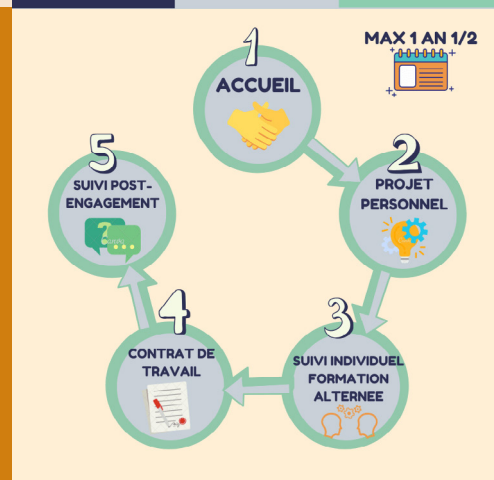 MAX 1 AN 1/2
1
ACCUEIL
2
PROJET
PERSONNEL
3
SUIVI INDIVIDUEL
FORMATION
ALTERNEE
4
CONTRAT DE
TRAVAIL
5
SUIVI POST-
ENGAGEMENT
?